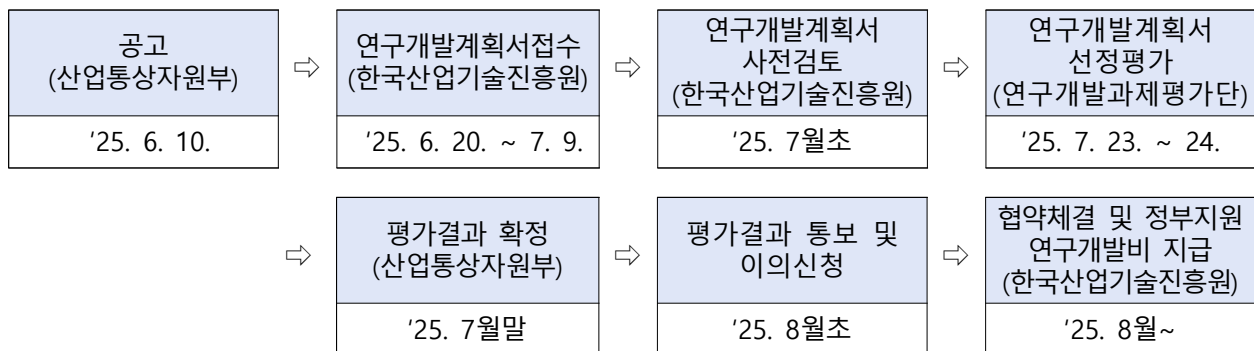 공고
(산업통상자원부)
'25. 6. 10.
⇨
연구개발계획서접수
(한국산업기술진흥원)
'25. 6. 20. ~ 7. 9.
⇨
연구개발계획서
사전검토
(한국산업기술진흥원)
'25. 7월초
⇨
연구개발계획서
선정평가
(연구개발과제평가단)
'25. 7. 23. ~ 24.
⇨
평가결과 확정
(산업통상자원부)
'25. 7월말
⇨
평가결과 통보 및
이의신청
'25. 8월초
⇨
협약체결 및 정부지원
연구개발비 지급
(한국산업기술진흥원)
'25. 8월~